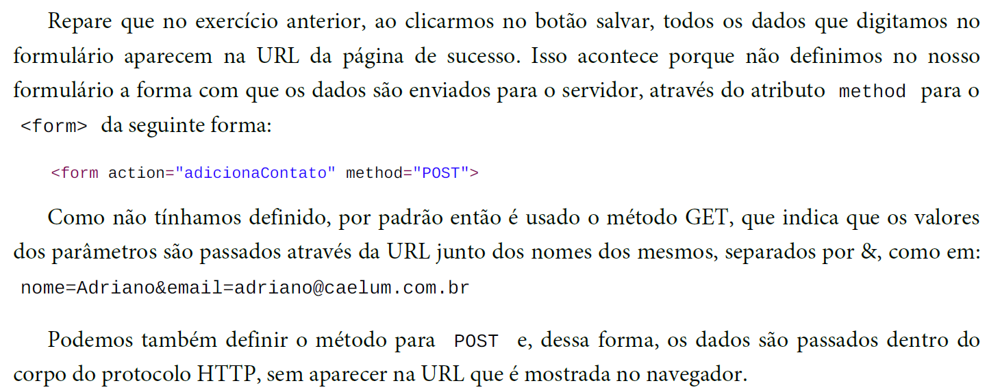 Repare que no exercício anterior, ao clicarmos no botão salvar, todos os dados que digitamos no
formulário aparecem na URL da página de sucesso. Isso acontece porque não definimos no nosso
formulário a forma com que os dados são enviados para o servidor, através do atributo method para o
<form> da seguinte forma:
<form action="adicionaContato" method="POST">
Como não tínhamos definido, por padrão então é usado o método GET, que indica que os valores
dos parâmetros são passados através da URL junto dos nomes dos mesmos, separados por &, como em:
nome=Adriano&email=adriano@caelum.com.br
Podemos também definir o método para POST e, dessa forma, os dados são passados dentro do
corpo do protocolo HTTP, sem aparecer na URL que é mostrada no navegador.